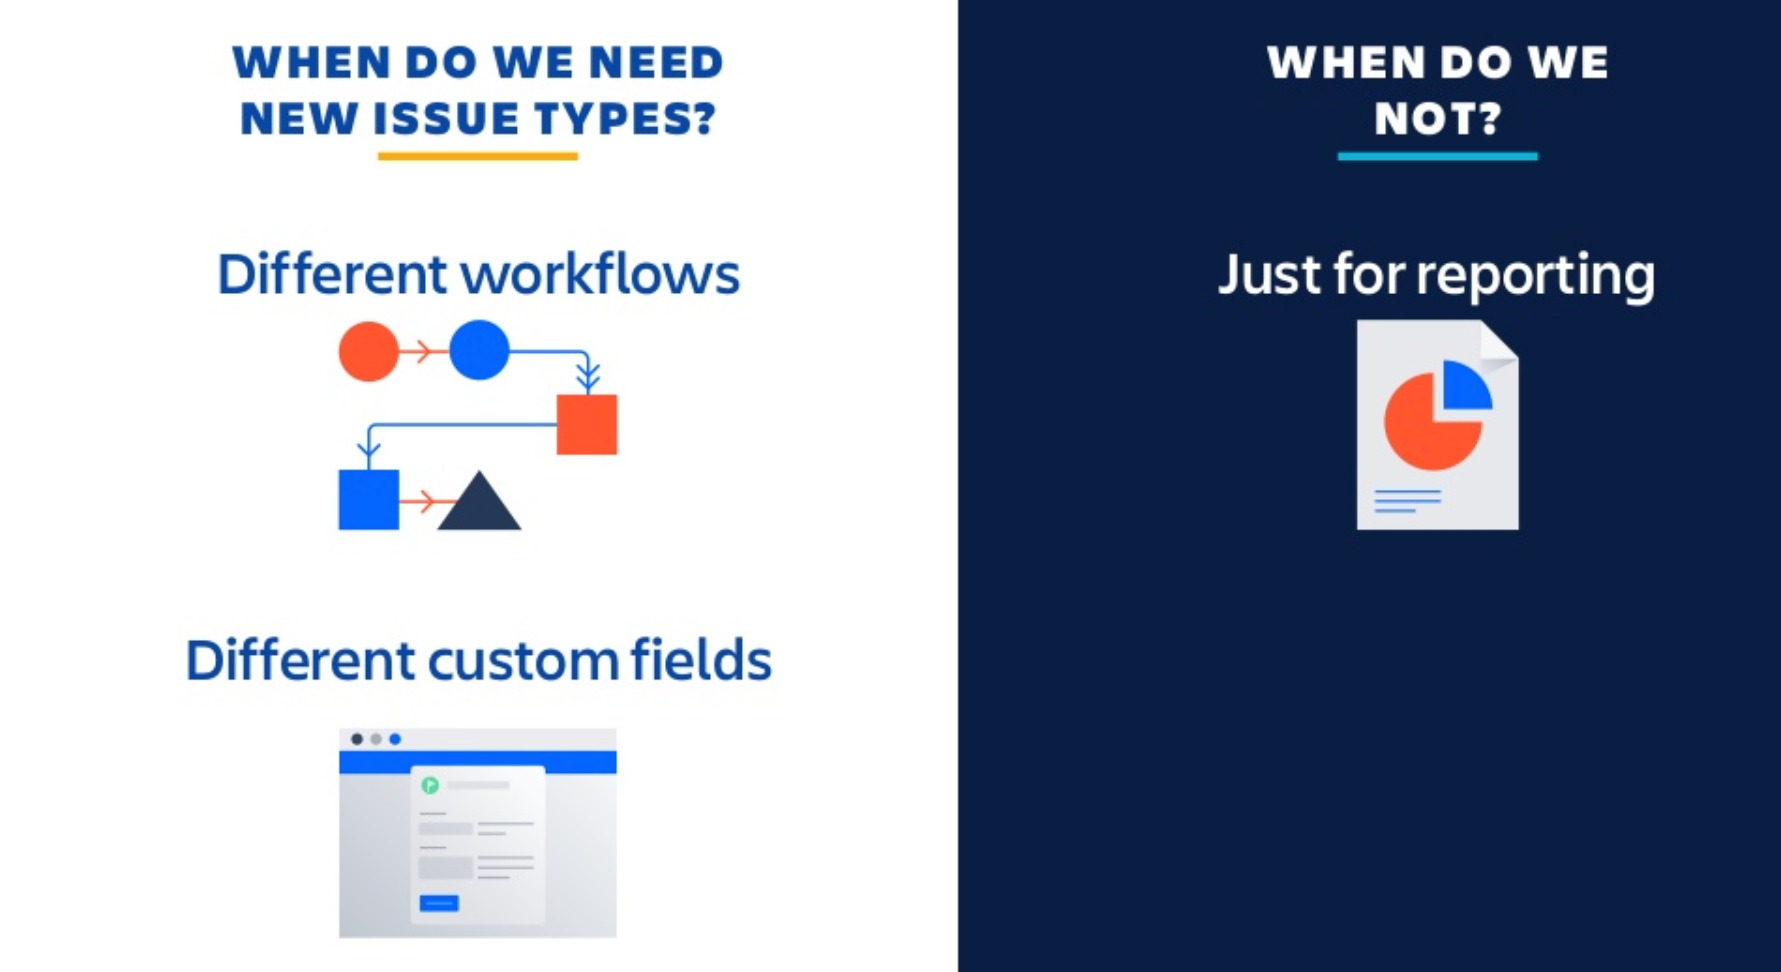 WHEN DO WE NEED
NEW ISSUE TYPES?
Different workflows
Different custom fields
WHEN DO WE
NOT?
Just for reporting